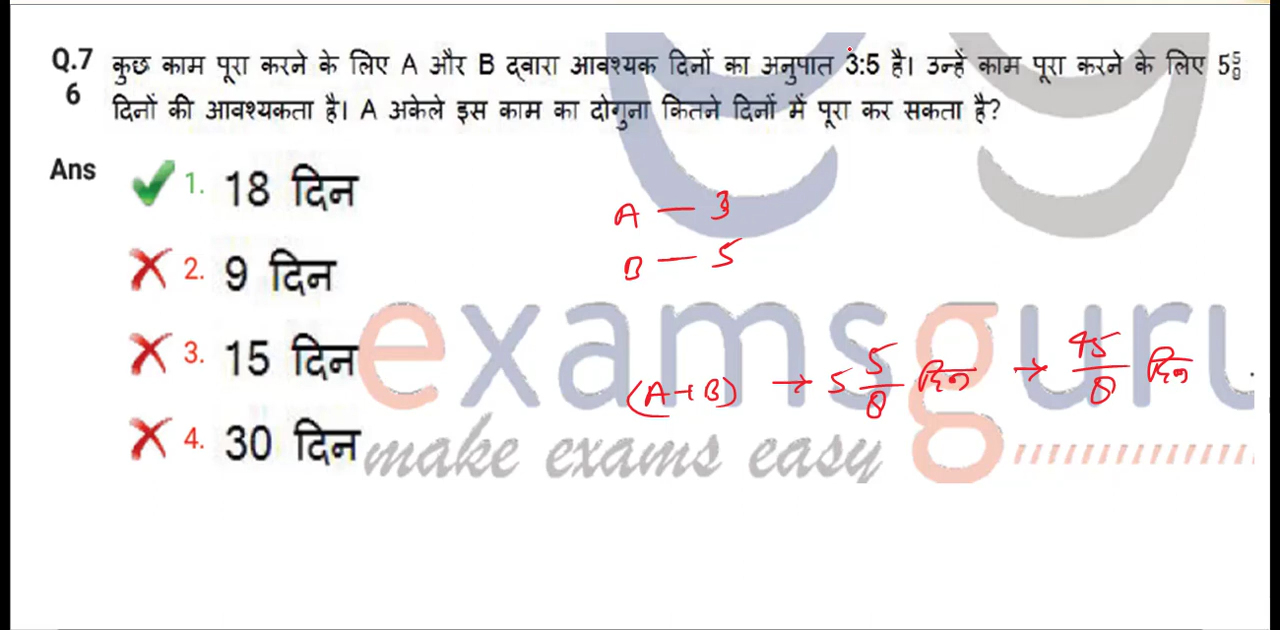 Q.7 कुछ काम पूरा करने के लिए A और B द्वारा आवश्यक दिनों का अनुपात 3:5 है। उन्हें काम पूरा करने के लिए 5 5/8
6 दिनों की आवश्यकता है। A अकेले इस काम का दोगुना कितने दिनों में पूरा कर सकता है?
Ans
1. 18 दिन
2. 9 दिन
3. 15 दिन
4. 30 दिन
A — 3
B — 5
(A+B) → 5 5/8 दिन → 45/8 दिन
examsguru
make exams easy